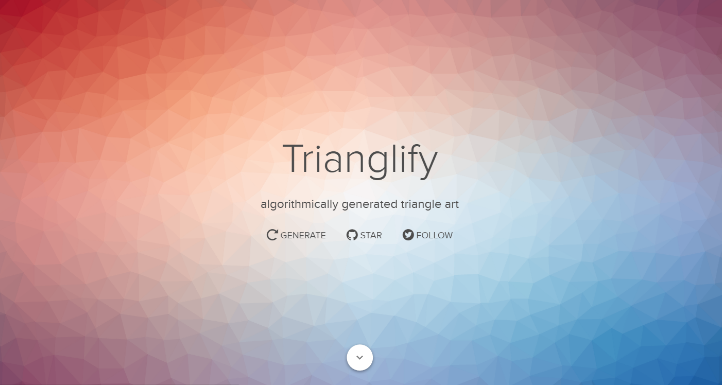 Trianglify
algorithmically generated triangle art
GENERATE STAR FOLLOW